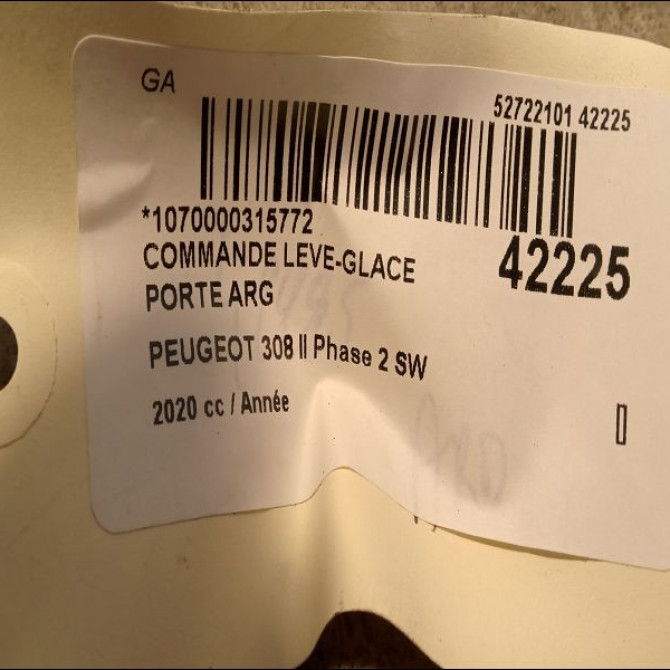 GA
52722101 42225
*1070000315772
COMMANDE LEVE-GLACE
42225
PORTE ARG
PEUGEOT 308 II Phase 2 SW
2020 cc / Année